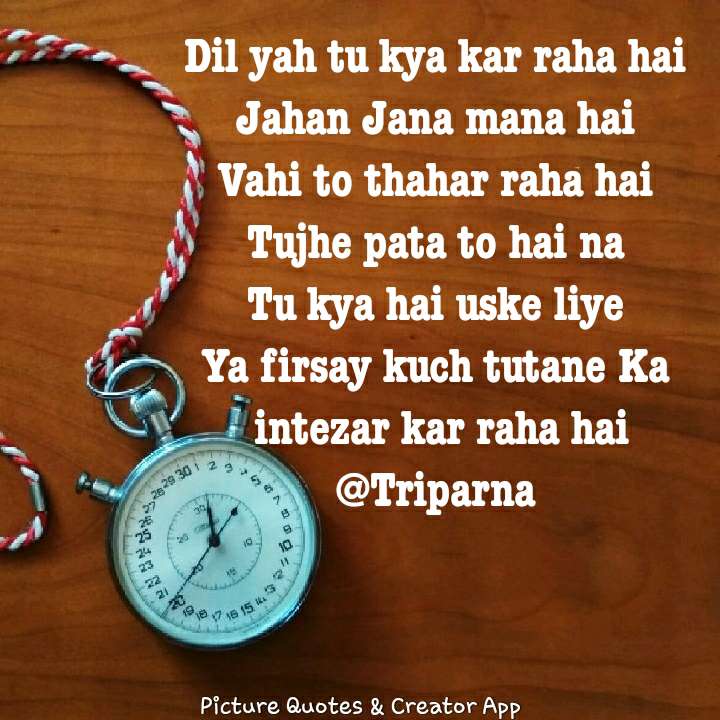 Dil yah tu kya kar raha hai
Jahan Jana mana hai
Vahi to thahar raha hai
Tujhe pata to hai na
Tu kya hai uske liye
Ya firsay kuch tutane Ka
intezar kar raha hai
@Triparna
Picture Quotes & Creator App